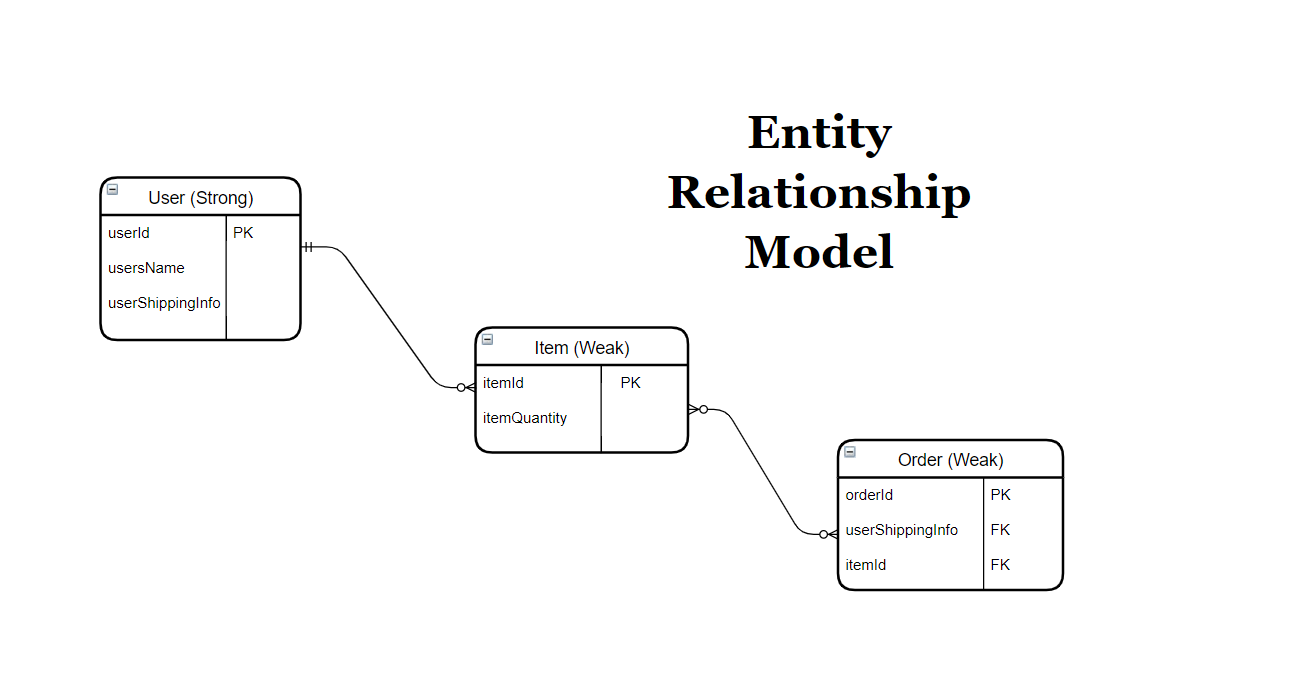 Entity
Relationship
Model
User (Strong)
userId PK
usersName
userShippingInfo
Item (Weak)
itemId PK
itemQuantity
Order (Weak)
orderId PK
userShippingInfo FK
itemId FK